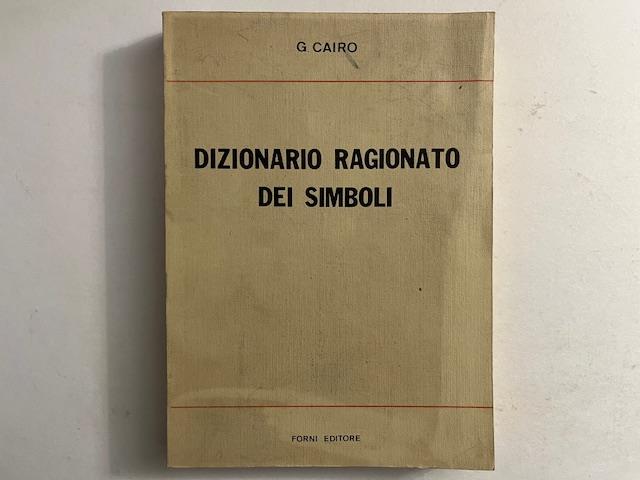 G. CAIRO
DIZIONARIO RAGIONATO
DEI SIMBOLI
FORNI EDITORE